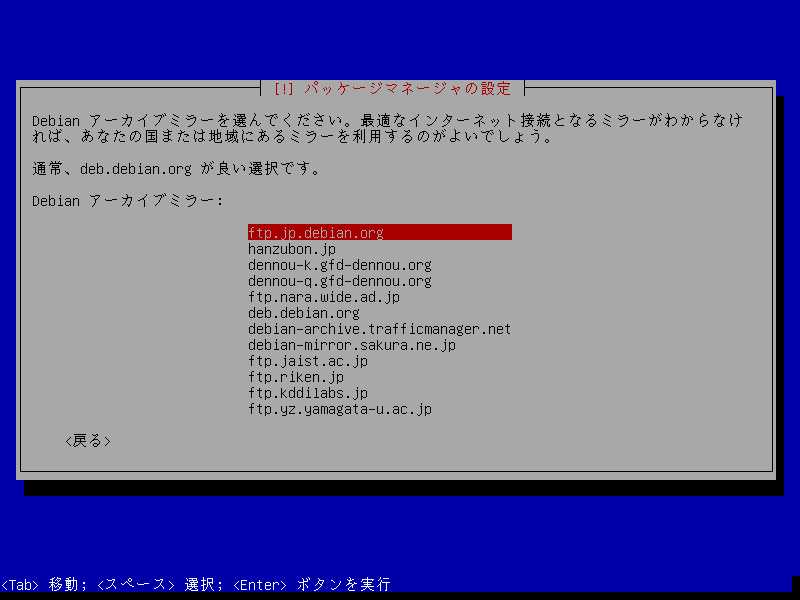 [!] パッケージマネージャの設定
Debian アーカイブミラーを選んでください。最適なインターネット接続となるミラーがわからなけ
れば、あなたの国または地域にあるミラーを利用するのがよいでしょう。
通常、deb.debian.org が良い選択です。
Debian アーカイブミラー:
ftp.jp.debian.org
hanzubon.jp
dennou-k.gfd-dennou.org
dennou-q.gfd-dennou.org
ftp.nara.wide.ad.jp
deb.debian.org
debian-archive.trafficmanager.net
debian-mirror.sakura.ne.jp
ftp.jaist.ac.jp
ftp.riken.jp
ftp.kddilabs.jp
ftp.yz.yamagata-u.ac.jp
<戻る>
<Tab> 移動; <スペース> 選択; <Enter> ボタンを実行